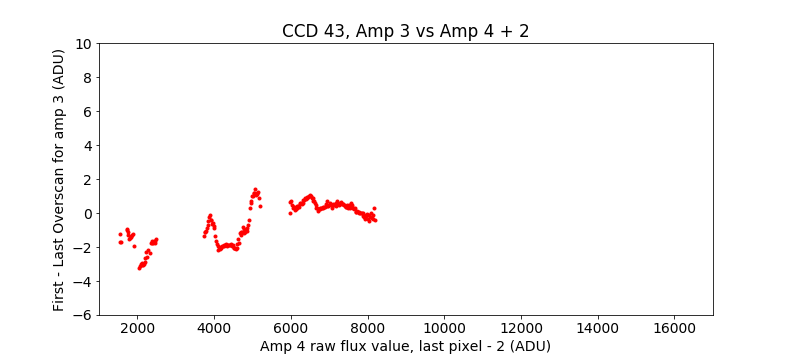 CCD 43, Amp 3 vs Amp 4 + 2
First - Last Overscan for amp 3 (ADU)
10
8
6
4
2
0
−2
−4
−6
2000 4000 6000 8000 10000 12000 14000 16000
Amp 4 raw flux value, last pixel - 2 (ADU)